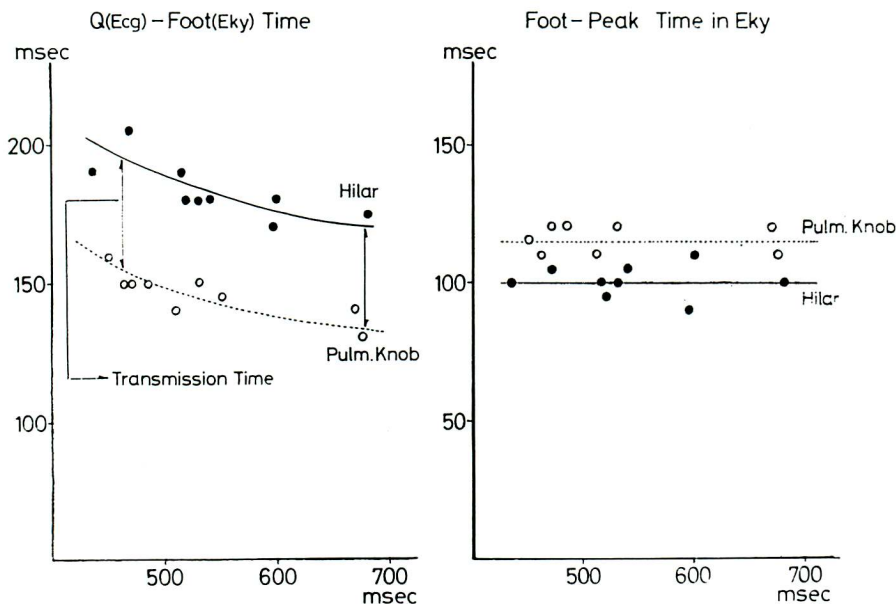 Q(Ecg) – Foot(Eky) Time
msec
200
150
100
Hilar
Pulm. Knob
Transmission Time
500 600 700
msec
Foot – Peak Time in Eky
msec
150
100
50
Pulm. Knob
Hilar
500 600 700
msec